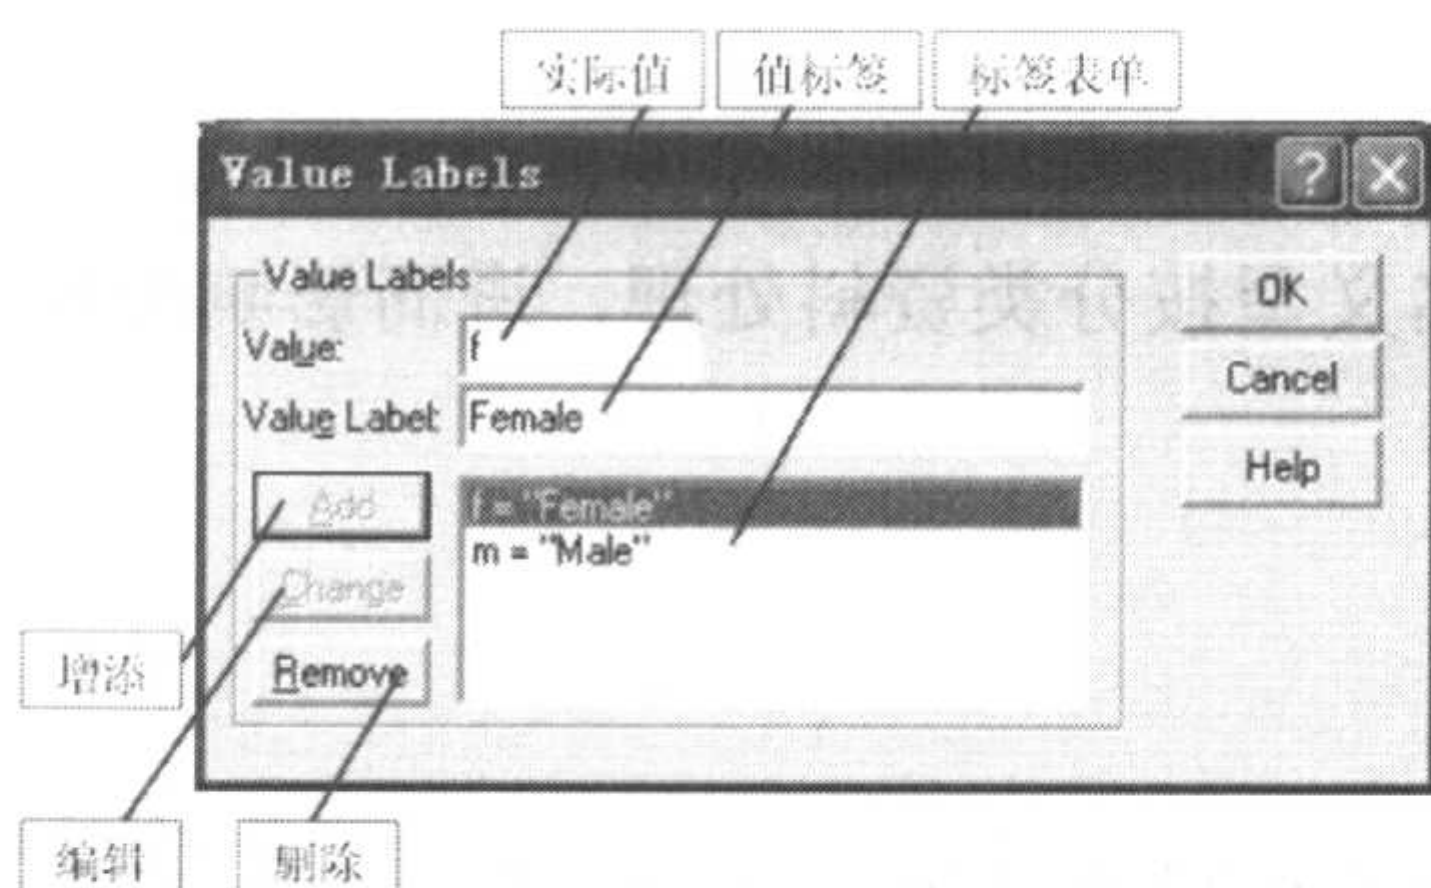 实际值 值标签 标签表单
Value Labels
Value Labels
Value: f
Value Label: Female
Add
Change
Remove
f = "Female"
m = "Male"
OK
Cancel
Help
增添
编辑 删除